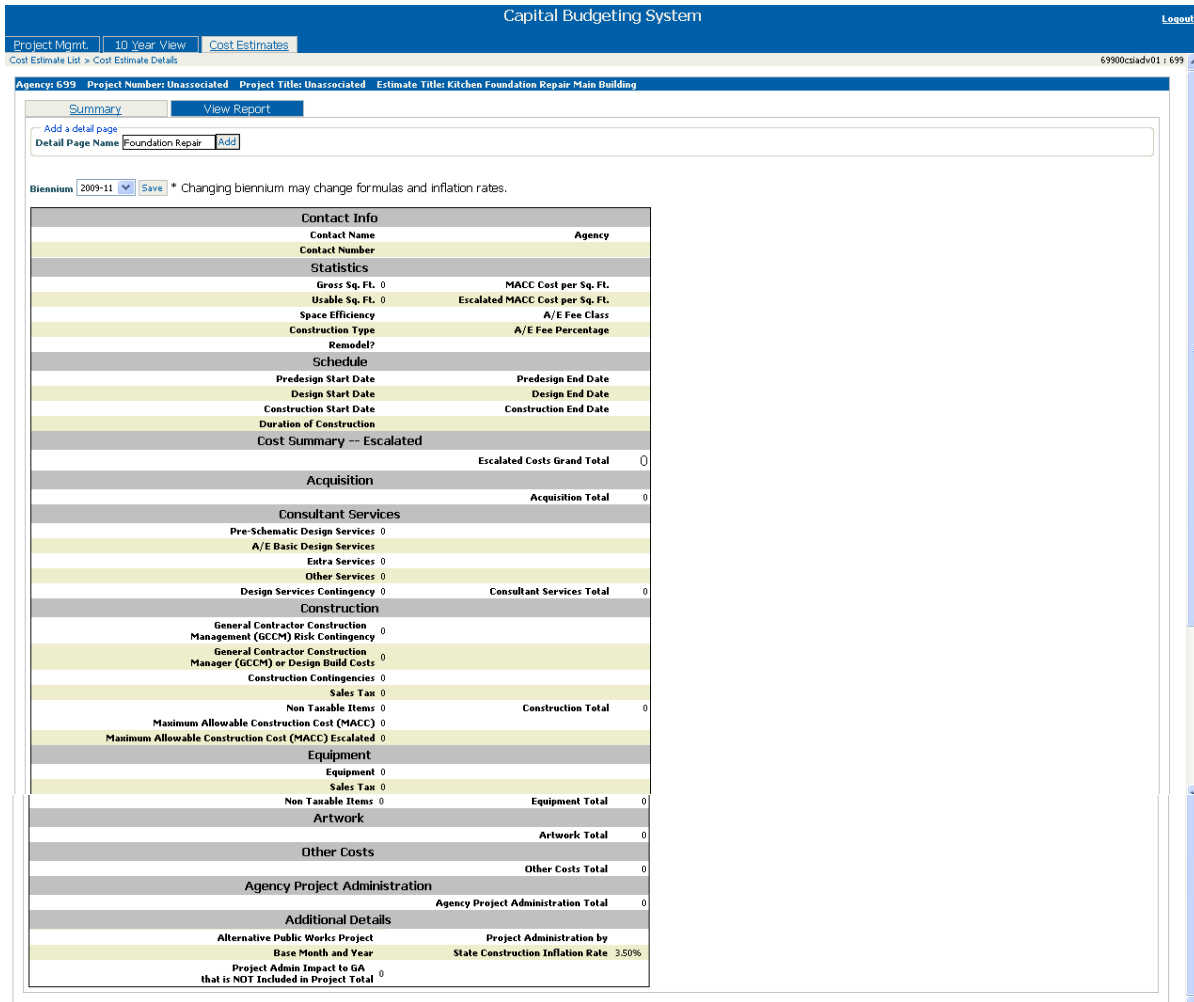 Capital Budgeting System
Logout
Project Mgmt. 10 Year View Cost Estimates
Cost Estimate List » Cost Estimate Details 69900csiadv01 : 699
Agency: 699 Project Number: Unassociated Project Title: Unassociated Estimate Title: Kitchen Foundation Repair Main Building
Summary View Report
Add a detail page
Detail Page Name Foundation Repair Add
Biennium 2009-11 Save * Changing biennium may change formulas and inflation rates.
Contact Info
Contact Name Agency
Contact Number
Statistics
Gross Sq. Ft. 0 MACC Cost per Sq. Ft.
Usable Sq. Ft. 0 Escalated MACC Cost per Sq. Ft.
Space Efficiency A/E Fee Class
Construction Type A/E Fee Percentage
Remodel?
Schedule
Predesign Start Date Predesign End Date
Design Start Date Design End Date
Construction Start Date Construction End Date
Duration of Construction
Cost Summary -- Escalated
Escalated Costs Grand Total 0
Acquisition
Acquisition Total 0
Consultant Services
Pre-Schematic Design Services 0
A/E Basic Design Services
Extra Services 0
Other Services 0
Design Services Contingency 0 Consultant Services Total 0
Construction
General Contractor Construction
Management (GCCM) Risk Contingency 0
General Contractor Construction
Manager (GCCM) or Design Build Costs 0
Construction Contingencies 0
Sales Tax 0
Non Taxable Items 0 Construction Total 0
Maximum Allowable Construction Cost (MACC) 0
Maximum Allowable Construction Cost (MACC) Escalated 0
Equipment
Equipment 0
Sales Tax 0
Non Taxable Items 0 Equipment Total 0
Artwork
Artwork Total 0
Other Costs
Other Costs Total 0
Agency Project Administration
Agency Project Administration Total 0
Additional Details
Alternative Public Works Project Project Administration by
Base Month and Year State Construction Inflation Rate 3.50%
Project Admin Impact to GA
that is NOT Included in Project Total 0